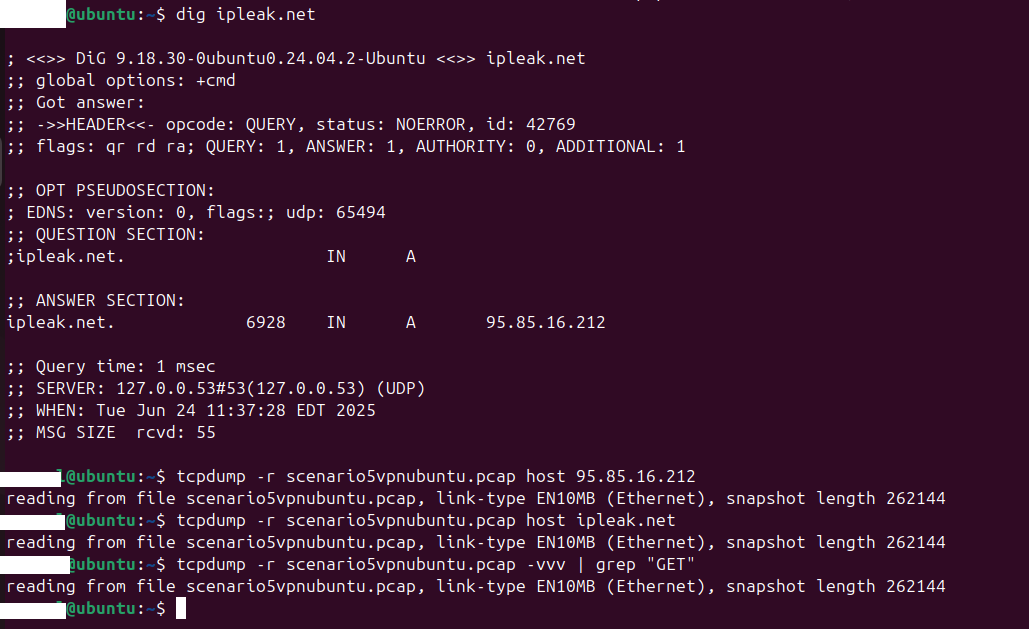 @ubuntu:~$ dig ipleak.net
; <<>> DiG 9.18.30-0ubuntu0.24.04.2-Ubuntu <<>> ipleak.net
;; global options: +cmd
;; Got answer:
;; ->>HEADER<<- opcode: QUERY, status: NOERROR, id: 42769
;; flags: qr rd ra; QUERY: 1, ANSWER: 1, AUTHORITY: 0, ADDITIONAL: 1
;; OPT PSEUDOSECTION:
; EDNS: version: 0, flags:; udp: 65494
;; QUESTION SECTION:
;ipleak.net. IN A
;; ANSWER SECTION:
ipleak.net. 6928 IN A 95.85.16.212
;; Query time: 1 msec
;; SERVER: 127.0.0.53#53(127.0.0.53) (UDP)
;; WHEN: Tue Jun 24 11:37:28 EDT 2025
;; MSG SIZE rcvd: 55
@ubuntu:~$ tcpdump -r scenario5vpnubuntu.pcap host 95.85.16.212
reading from file scenario5vpnubuntu.pcap, link-type EN10MB (Ethernet), snapshot length 262144
@ubuntu:~$ tcpdump -r scenario5vpnubuntu.pcap host ipleak.net
reading from file scenario5vpnubuntu.pcap, link-type EN10MB (Ethernet), snapshot length 262144
@ubuntu:~$ tcpdump -r scenario5vpnubuntu.pcap -vvv | grep "GET"
reading from file scenario5vpnubuntu.pcap, link-type EN10MB (Ethernet), snapshot length 262144
@ubuntu:~$